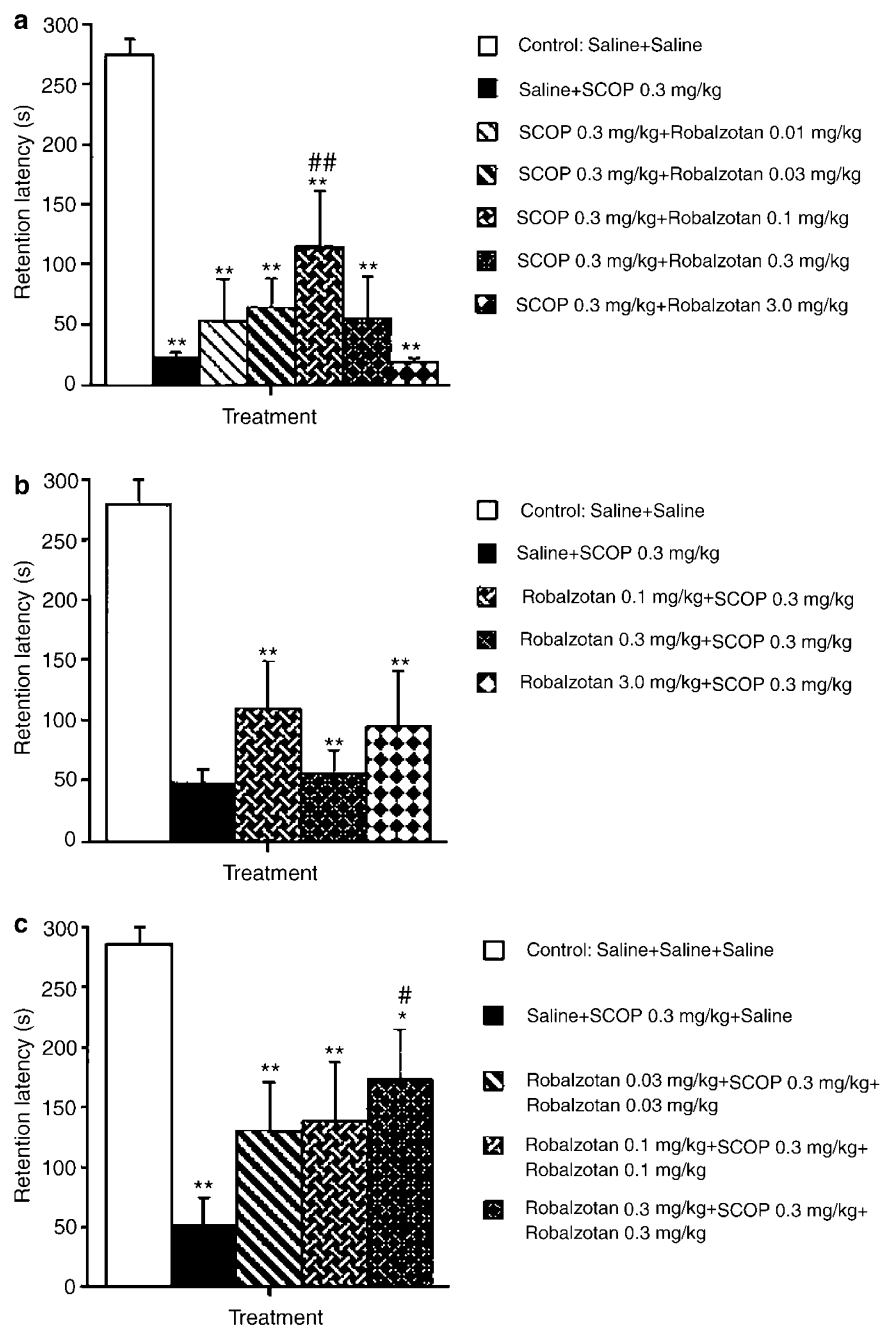 a
300
250
200
150
100
50
0
Retention latency (s)
**
**
**
##
**
**
**
Treatment
Control: Saline+Saline
Saline+SCOP 0.3 mg/kg
SCOP 0.3 mg/kg+Robalzotan 0.01 mg/kg
SCOP 0.3 mg/kg+Robalzotan 0.03 mg/kg
SCOP 0.3 mg/kg+Robalzotan 0.1 mg/kg
SCOP 0.3 mg/kg+Robalzotan 0.3 mg/kg
SCOP 0.3 mg/kg+Robalzotan 3.0 mg/kg
b
300
250
200
150
100
50
0
Retention latency (s)
**
**
**
Treatment
Control: Saline+Saline
Saline+SCOP 0.3 mg/kg
Robalzotan 0.1 mg/kg+SCOP 0.3 mg/kg
Robalzotan 0.3 mg/kg+SCOP 0.3 mg/kg
Robalzotan 3.0 mg/kg+SCOP 0.3 mg/kg
c
300
250
200
150
100
50
0
Retention latency (s)
**
**
**
#
*
Treatment
Control: Saline+Saline+Saline
Saline+SCOP 0.3 mg/kg+Saline
Robalzotan 0.03 mg/kg+SCOP 0.3 mg/kg+
Robalzotan 0.03 mg/kg
Robalzotan 0.1 mg/kg+SCOP 0.3 mg/kg+
Robalzotan 0.1 mg/kg
Robalzotan 0.3 mg/kg+SCOP 0.3 mg/kg+
Robalzotan 0.3 mg/kg